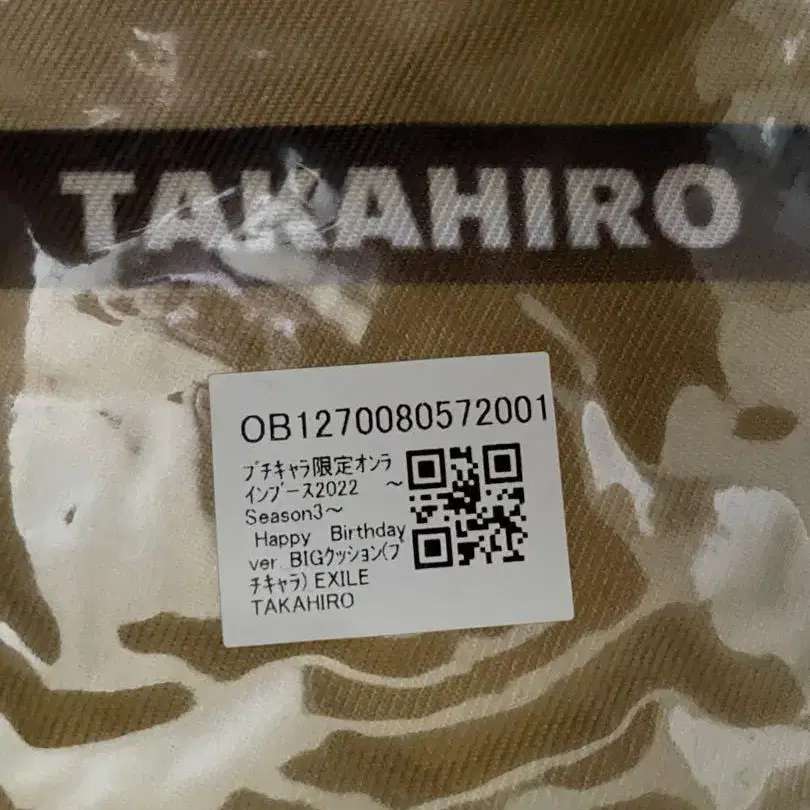 TAKAHIRO
OB1270080572001
プチキャラ限定オンラ
インブース2022　～
Season3～
Happy　Birthday
ver. BIGクッション(プ
チキャラ) EXILE
TAKAHIRO